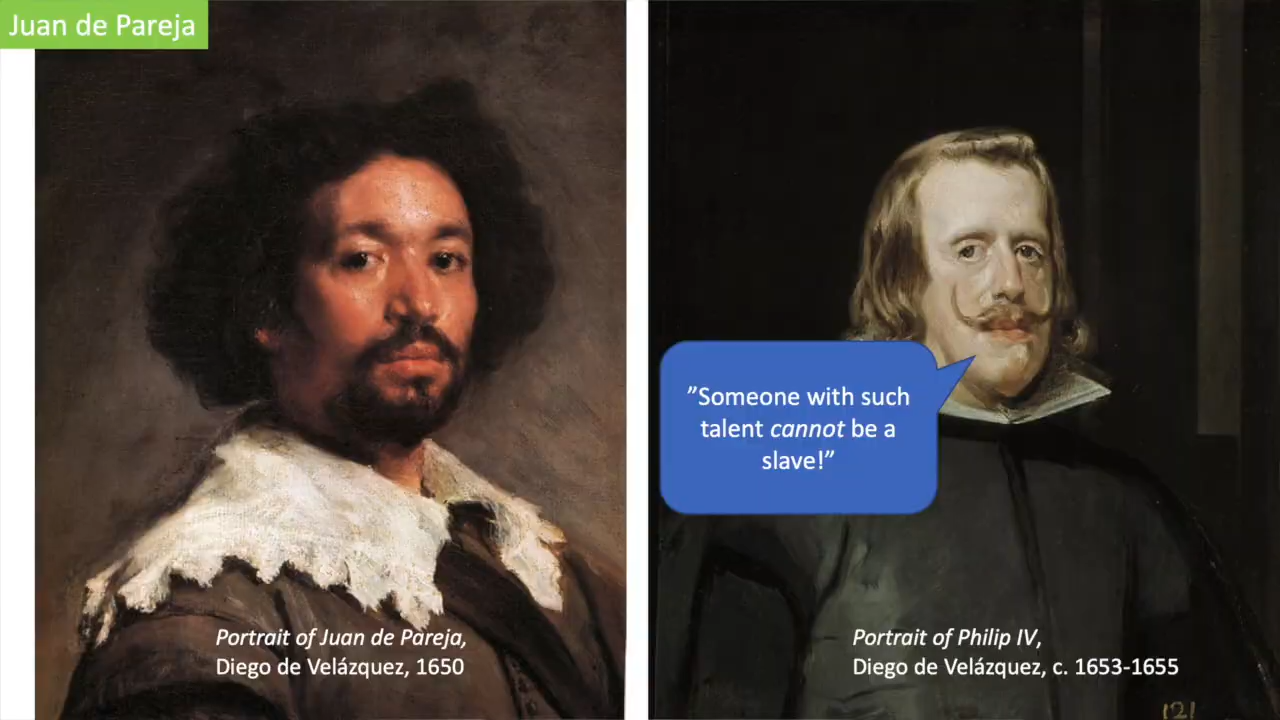 Juan de Pareja
”Someone with such
talent cannot be a
slave!”
Portrait of Juan de Pareja,
Diego de Velázquez, 1650
Portrait of Philip IV,
Diego de Velázquez, c. 1653-1655
121